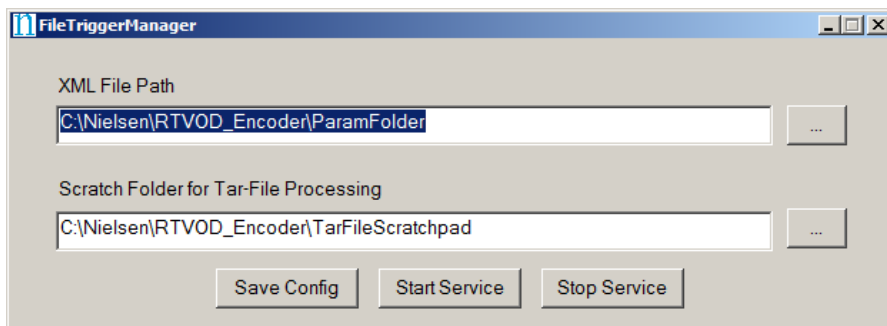 FileTriggerManager
XML File Path
C:\Nielsen\RTVOD_Encoder\ParamFolder
...
Scratch Folder for Tar-File Processing
C:\Nielsen\RTVOD_Encoder\TarFileScratchpad
...
Save Config Start Service Stop Service